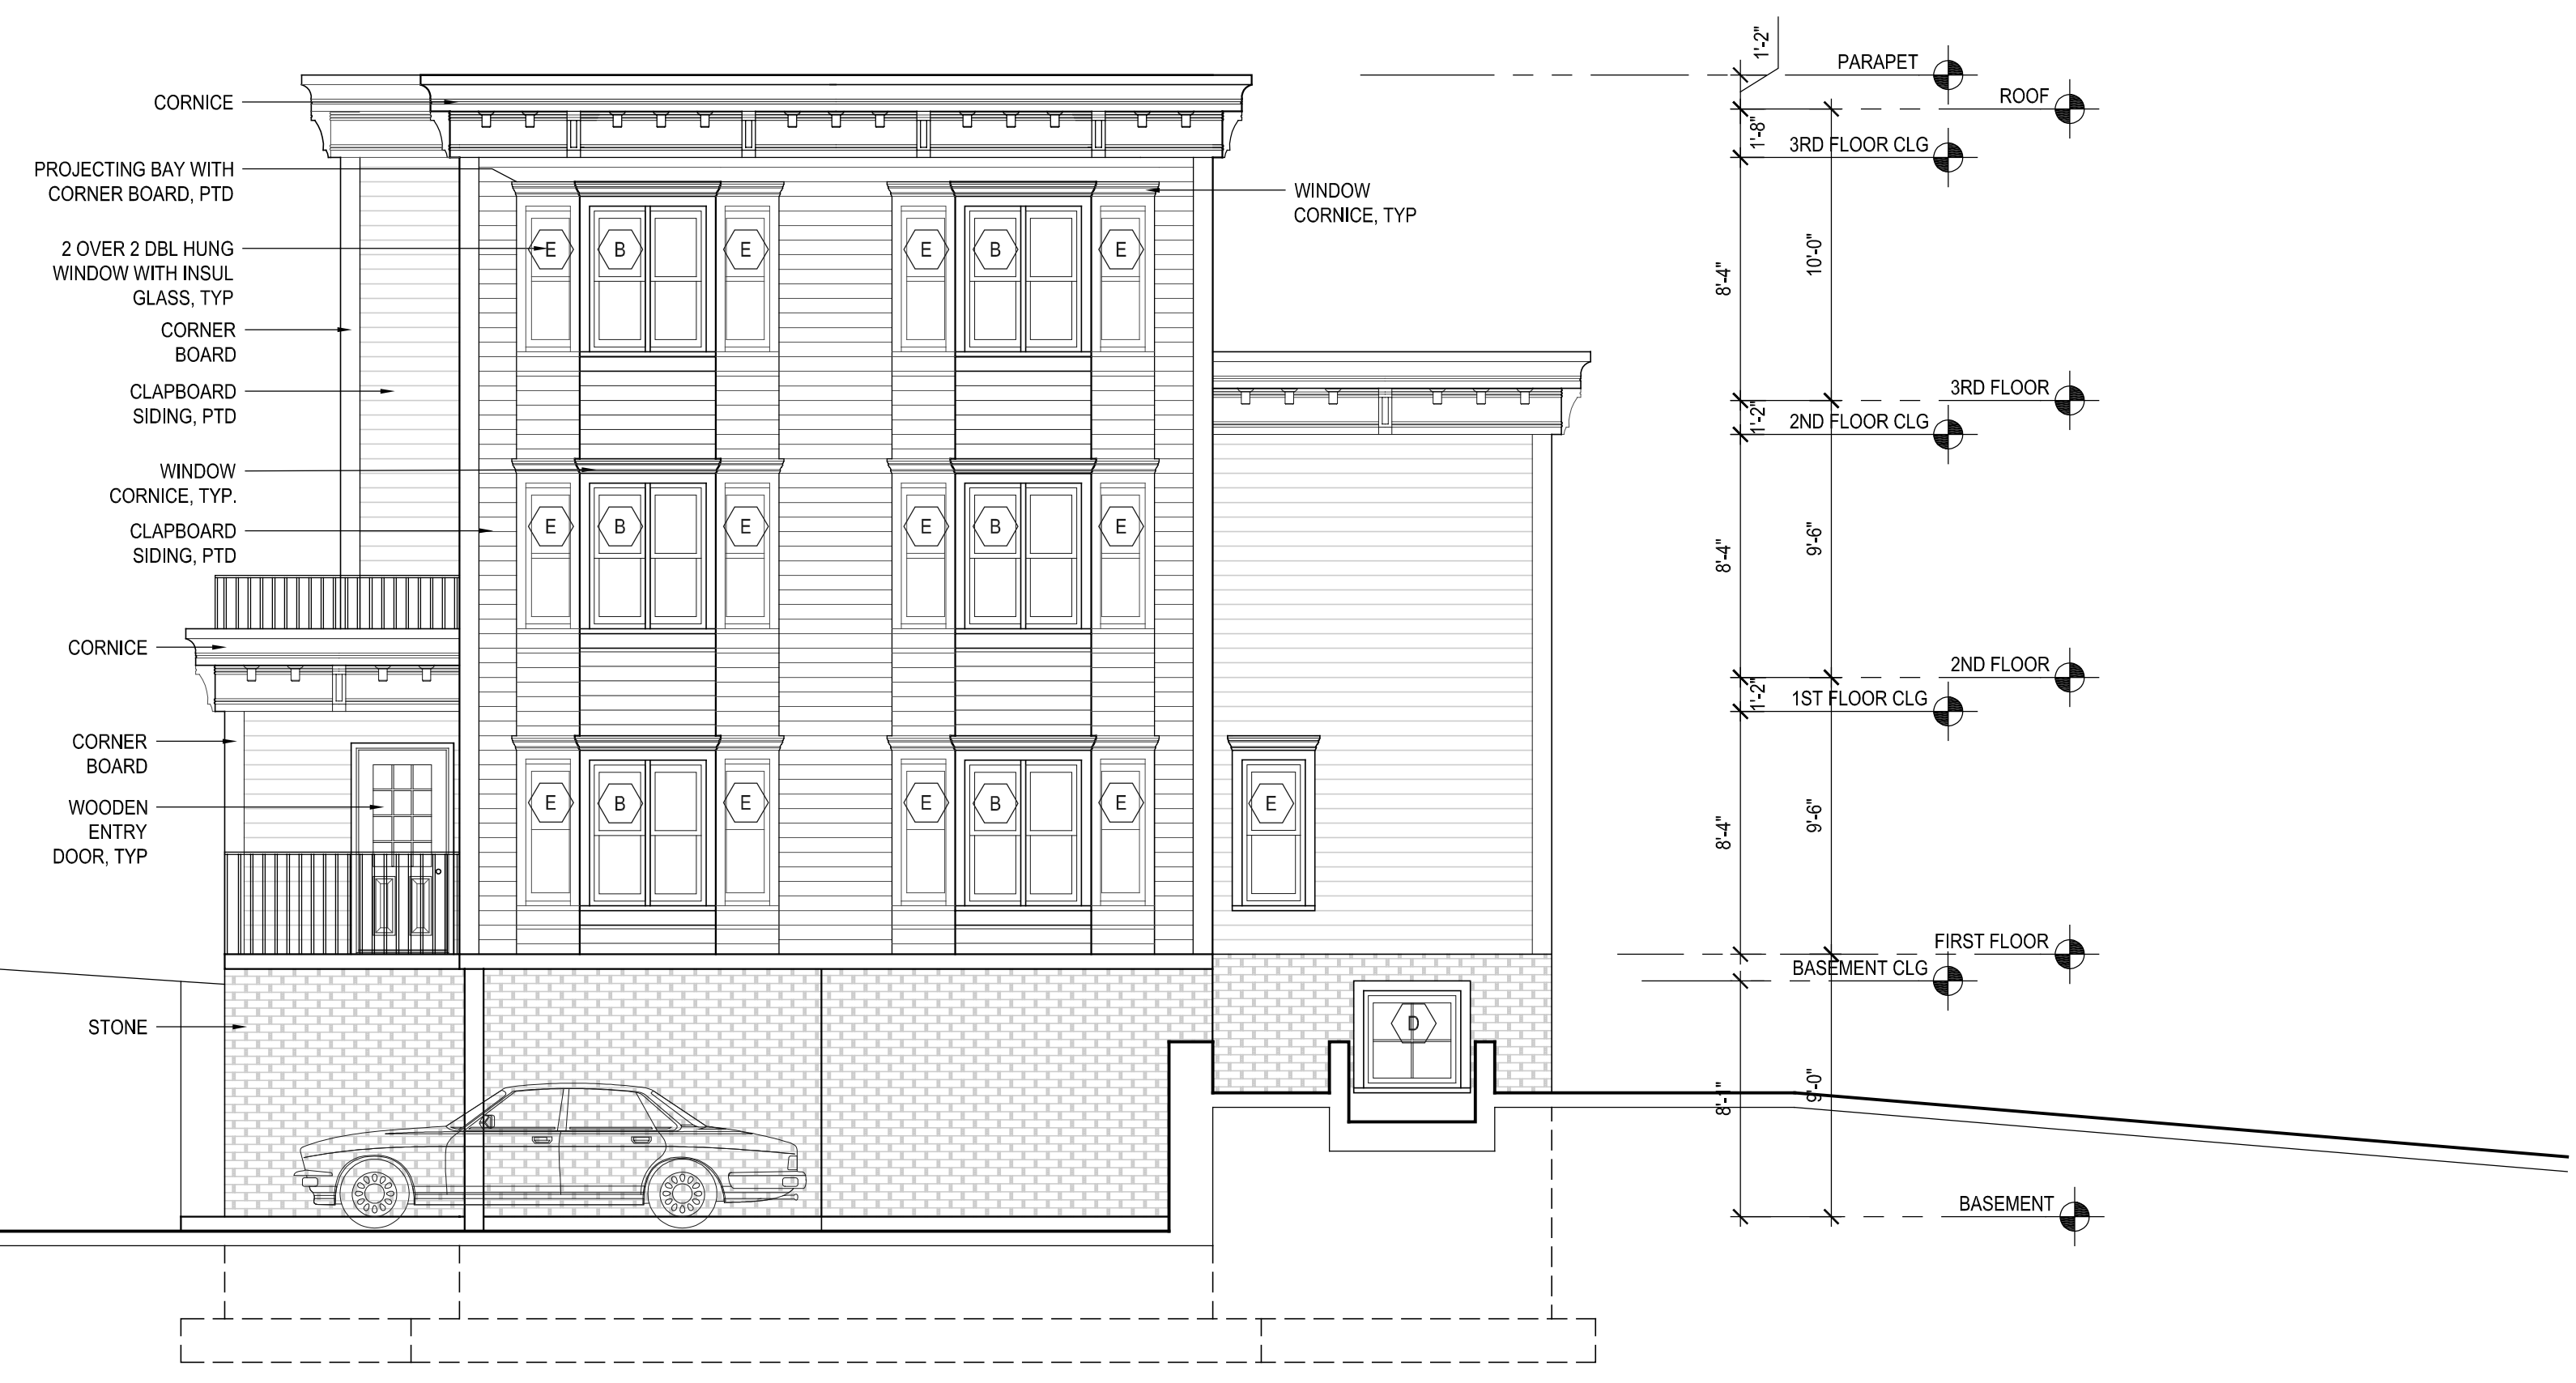 CORNICE
PROJECTING BAY WITH
CORNER BOARD, PTD
2 OVER 2 DBL HUNG
WINDOW WITH INSUL
GLASS, TYP
CORNER
BOARD
CLAPBOARD
SIDING, PTD
WINDOW
CORNICE, TYP.
CLAPBOARD
SIDING, PTD
CORNICE
CORNER
BOARD
WOODEN
ENTRY
DOOR, TYP
STONE
E B E E B E
E B E E B E
E B E E B E E
D
WINDOW
CORNICE, TYP
1'-2"
1'-8"
8'-4"
1'-2"
8'-4"
1'-2"
8'-4"
8'-1"
10'-0"
9'-6"
9'-6"
9'-0"
PARAPET
ROOF
3RD FLOOR CLG
3RD FLOOR
2ND FLOOR CLG
2ND FLOOR
1ST FLOOR CLG
FIRST FLOOR
BASEMENT CLG
BASEMENT